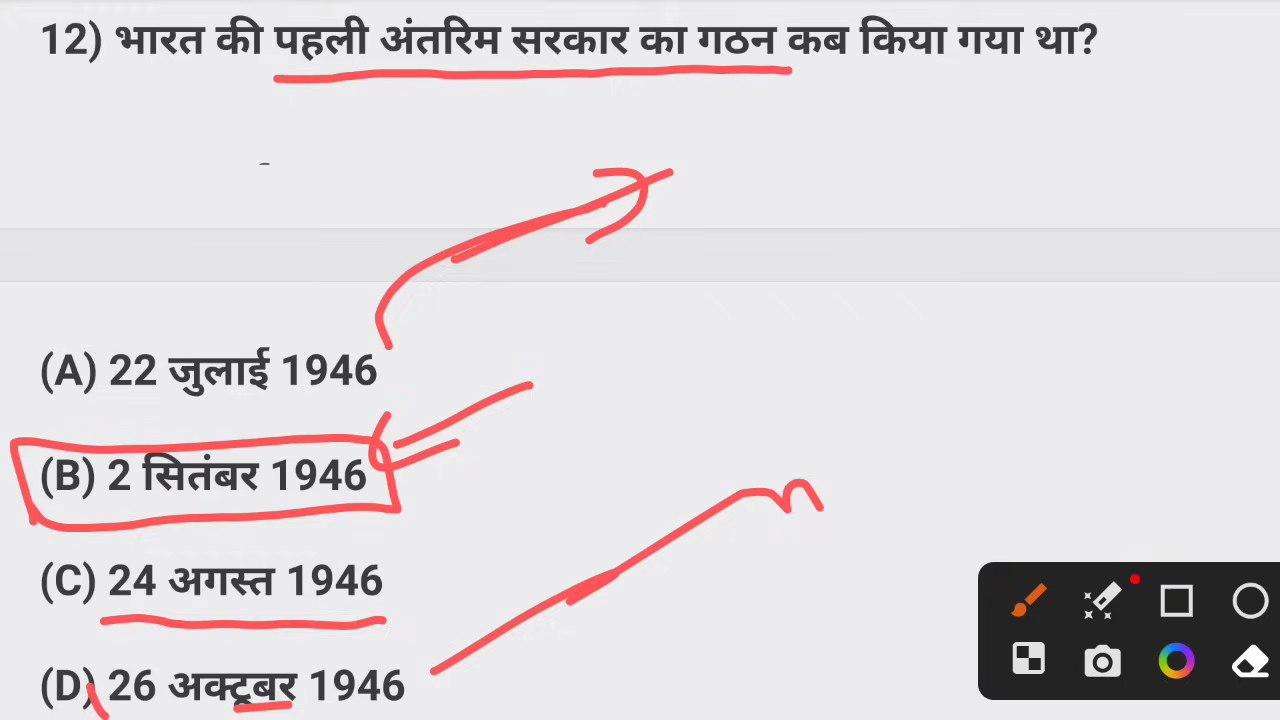 12) भारत की पहली अंतरिम सरकार का गठन कब किया गया था?
(A) 22 जुलाई 1946
(B) 2 सितंबर 1946
(C) 24 अगस्त 1946
(D) 26 अक्टूबर 1946